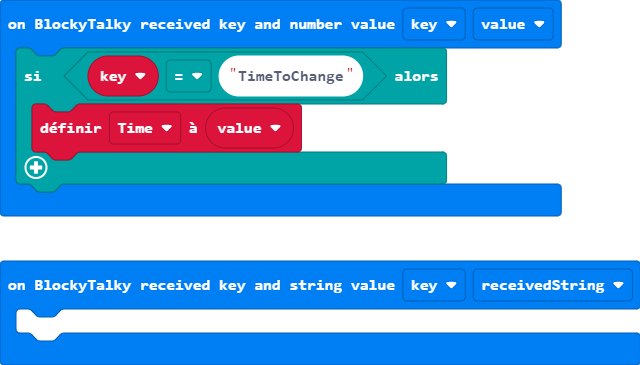 on BlockyTalky received key and number value key value
si key = "TimeToChange" alors
définir Time à value
on BlockyTalky received key and string value key receivedString